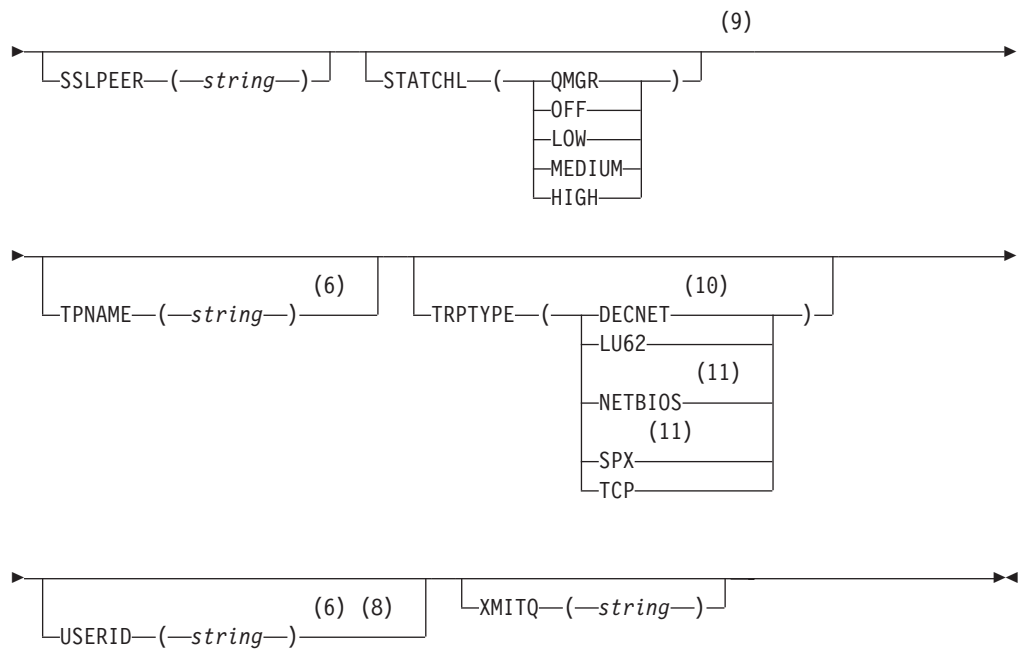 (9)
SSLPEER ( string ) STATCHL ( QMGR )
OFF
LOW
MEDIUM
HIGH
(6) (10)
TPNAME ( string ) TRPTYPE ( DECNET )
LU62
(11)
NETBIOS
(11)
SPX
TCP
(6) (8)
USERID ( string ) XMITQ ( string )